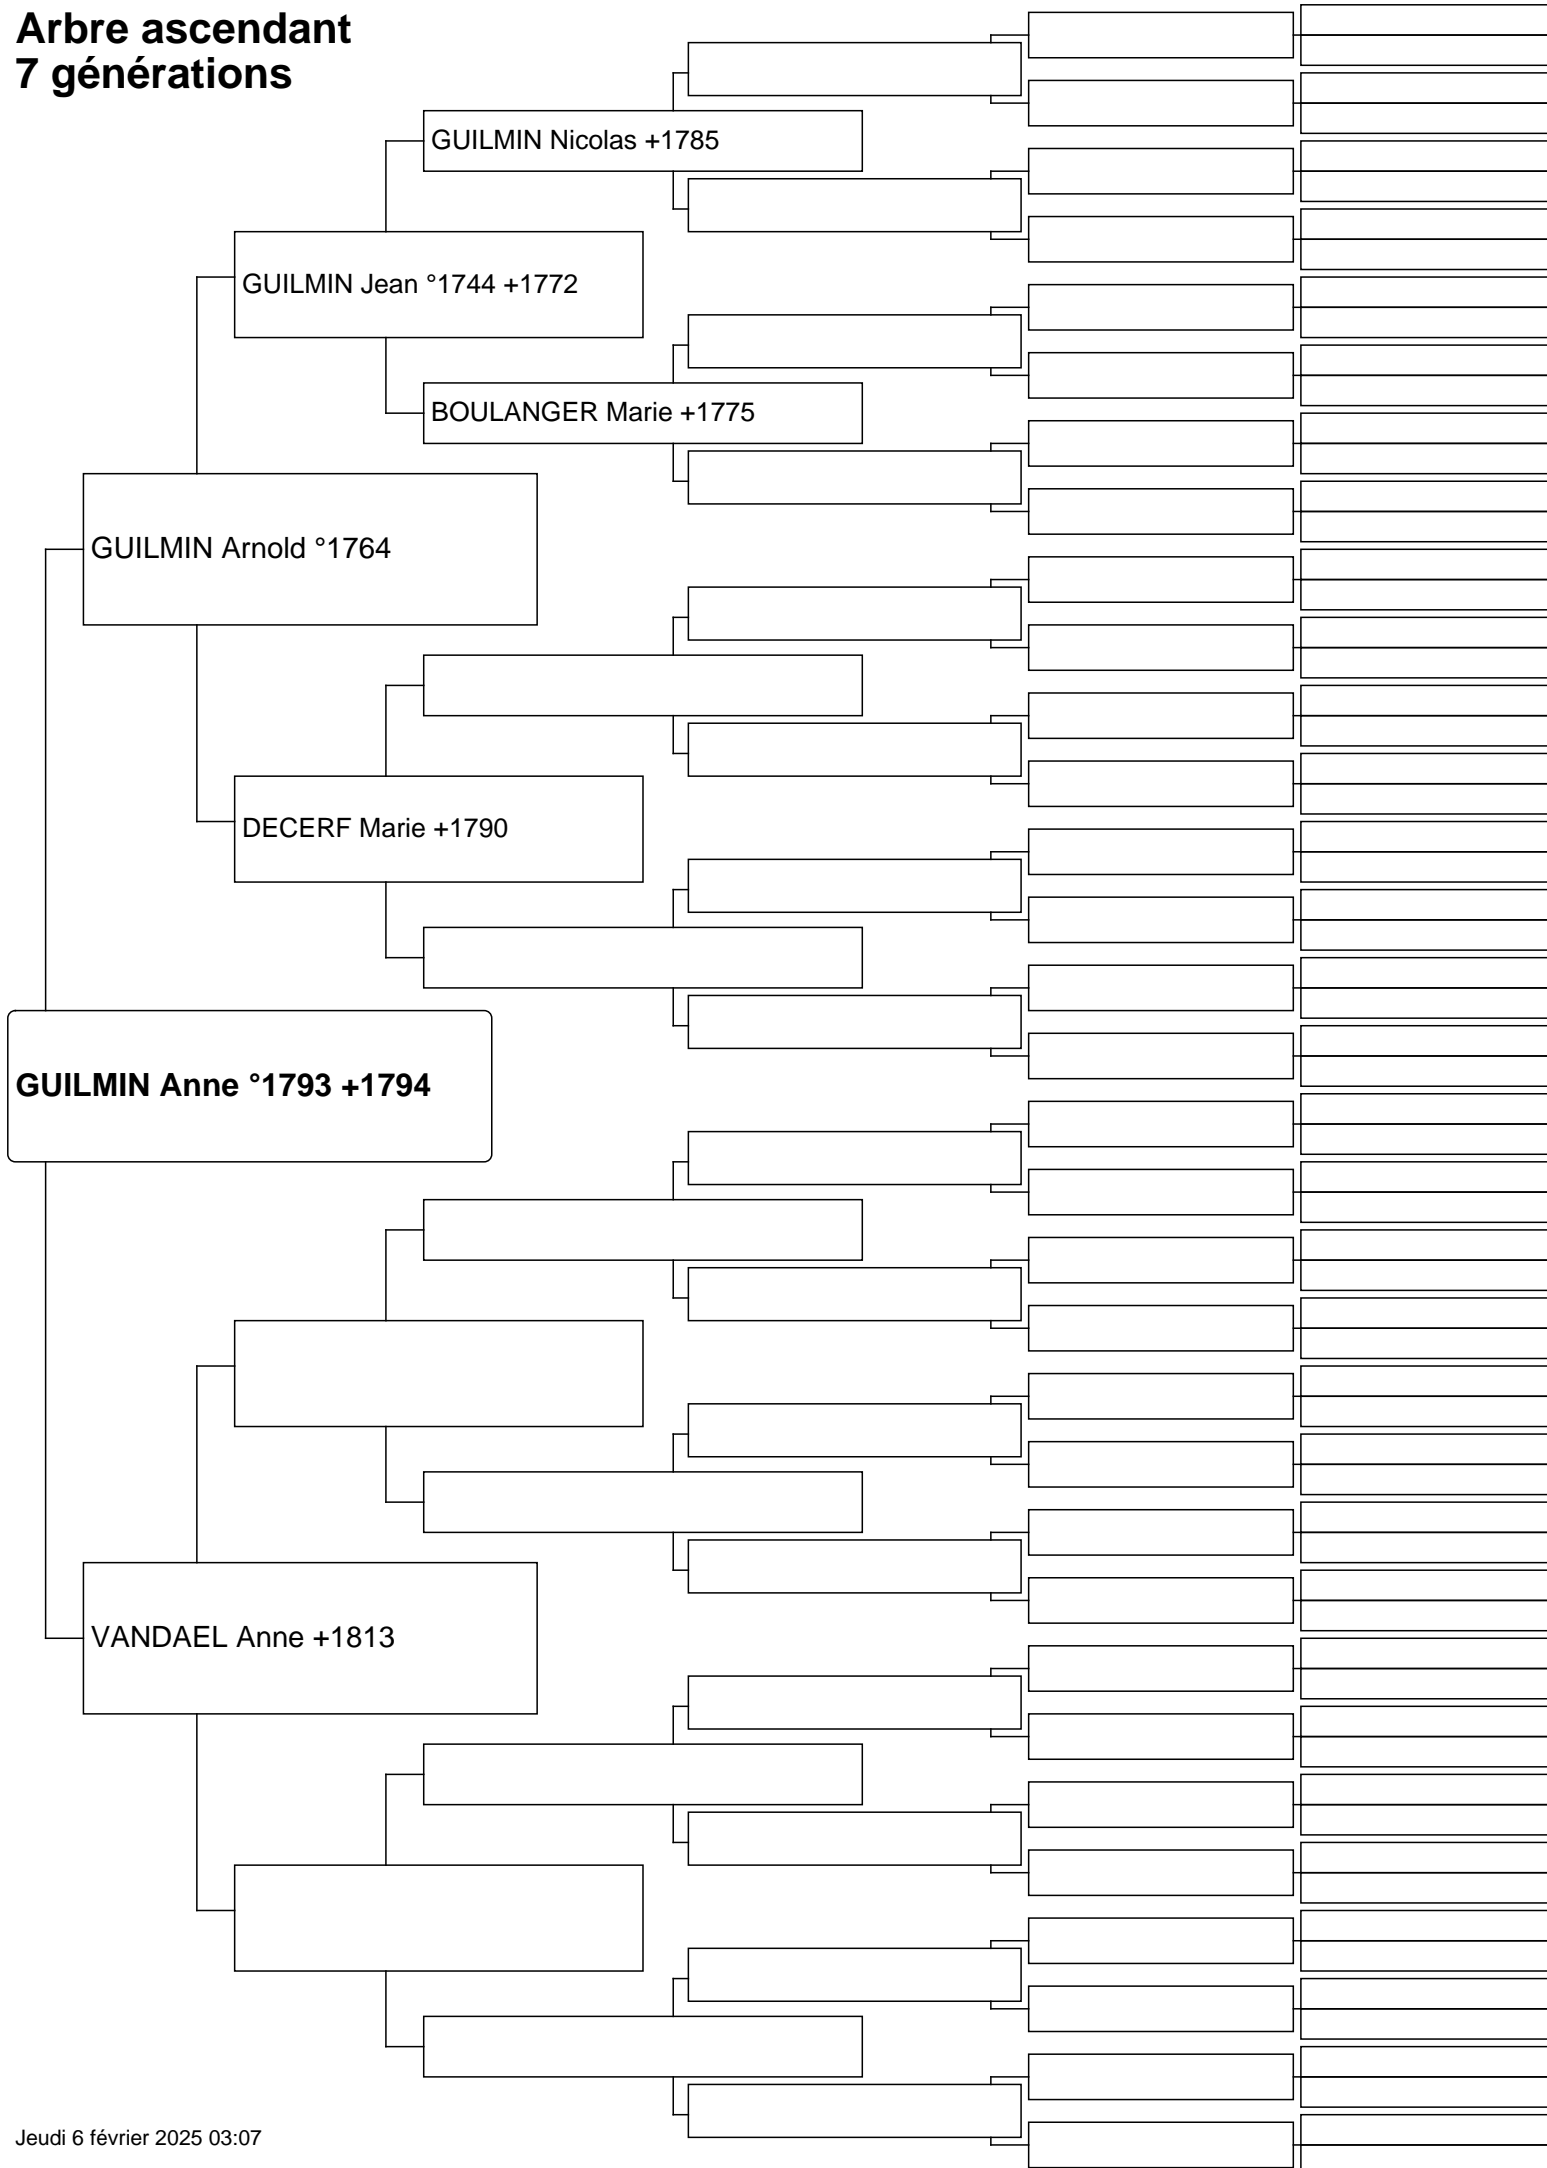 Arbre ascendant
7 générations
GUILMIN Nicolas +1785
GUILMIN Jean °1744 +1772
BOULANGER Marie +1775
GUILMIN Arnold °1764
DECERF Marie +1790
GUILMIN Anne °1793 +1794
VANDAEL Anne +1813
Jeudi 6 février 2025 03:07